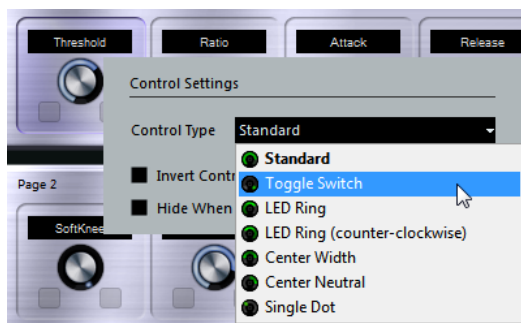 Threshold
Ratio
Attack
Release
Control Settings
Control Type
Standard
Standard
Invert Contr
Toggle Switch
Page 2
Hide When
LED Ring
SoftKnee
LED Ring (counter-clockwise)
Center Width
Center Neutral
Single Dot